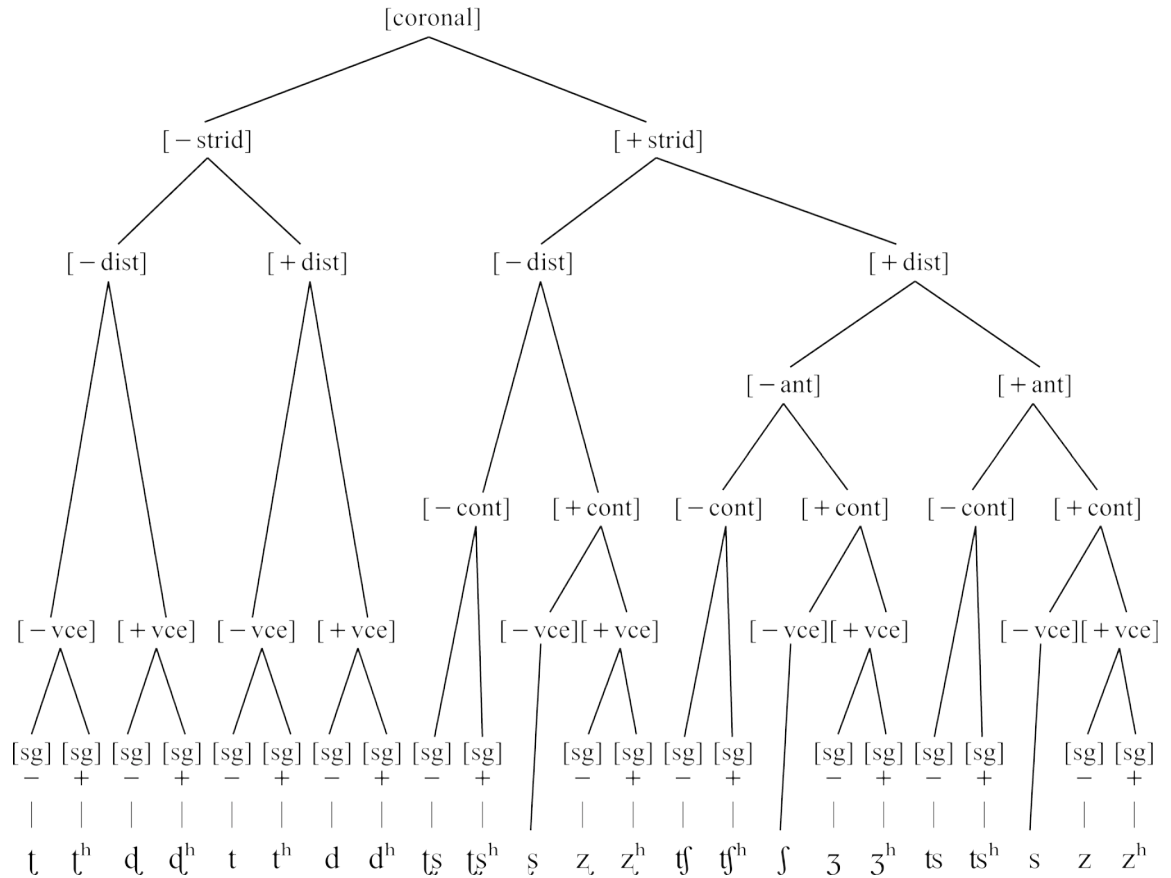 [coronal]
[−strid] [+strid]
[−dist] [+dist] [−dist] [+dist]
[−ant] [+ant]
[−cont] [+cont] [−cont] [+cont] [−cont] [+cont]
[−vce] [+vce] [−vce] [+vce] [−vce] [+vce] [−vce] [+vce] [−vce] [+vce]
[sg] [sg] [sg] [sg] [sg] [sg] [sg] [sg] [sg] [sg] [sg] [sg] [sg] [sg] [sg] [sg] [sg] [sg] [sg] [sg]
− + − + − + − + − + − + − + − + − + − +
ʈ ʈʰ ɖ ɖʰ t tʰ d dʰ ʈʂ ʈʂʰ ʂ ʐ ʐʰ tʃ tʃʰ ʃ ʒ ʒʰ ts tsʰ s z zʰ